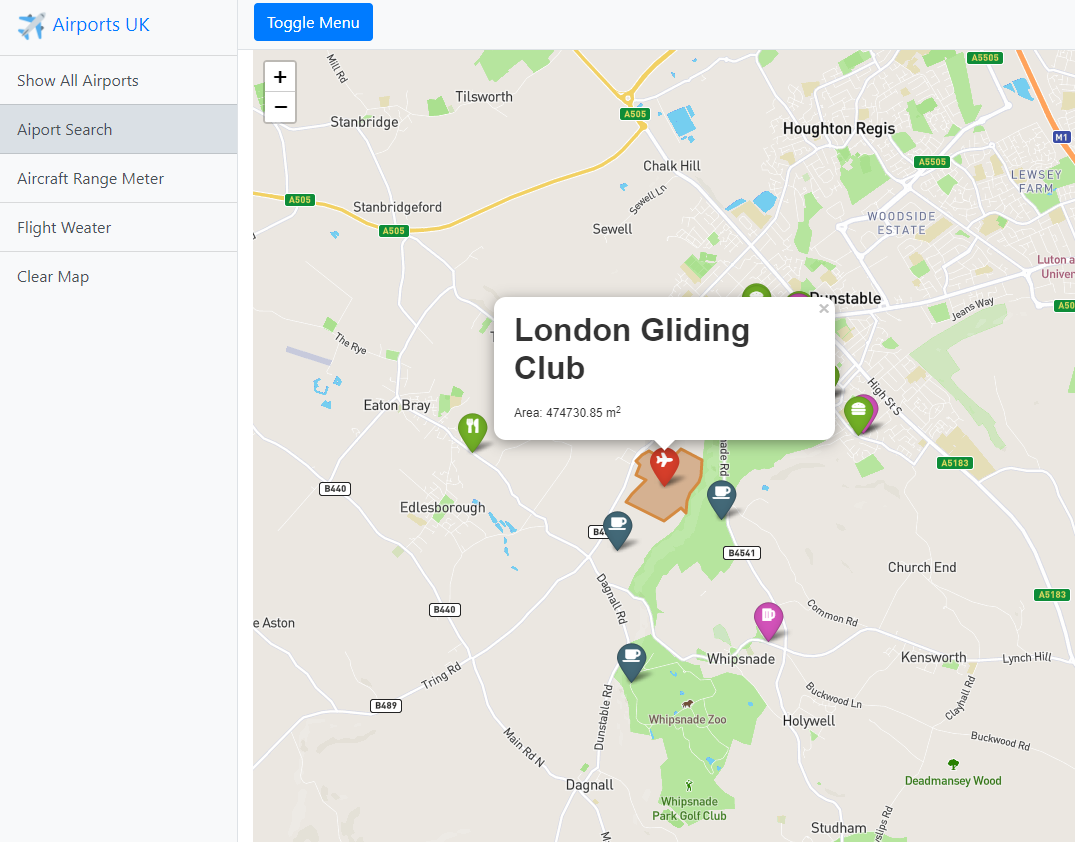 Airports UK
Toggle Menu
Show All Airports
Aiport Search
Aircraft Range Meter
Flight Weater
Clear Map
+
−
Mill Rd
Tilsworth
Stanbridge
A505
A5505
Houghton Regis
M1
Chalk Hill
A5505
LEWSEY
FARM
Sewell Ln
A505
Stanbridgeford
A505
Sewell
WOODSIDE
ESTATE
Luton a
Univer
Dunstable
Jeans Way
A50
×
London Gliding
Club
Area: 474730.85 m²
The Rye
Eaton Bray
High St S
A5183
B440
Edlesborough
B4541
Church End
Dagnall Rd
B440
Common Rd
A5183
e Aston
Whipsnade
Kensworth
Lynch Hill
Tring Rd
B489
Dunstable Rd
Whipsnade Zoo
Buckwood Ln
Clayhall Rd
Holywell
Main Rd N
Buckwood Rd
Dagnall
Deadmansey Wood
Whipsnade
Park Golf Club
Studham